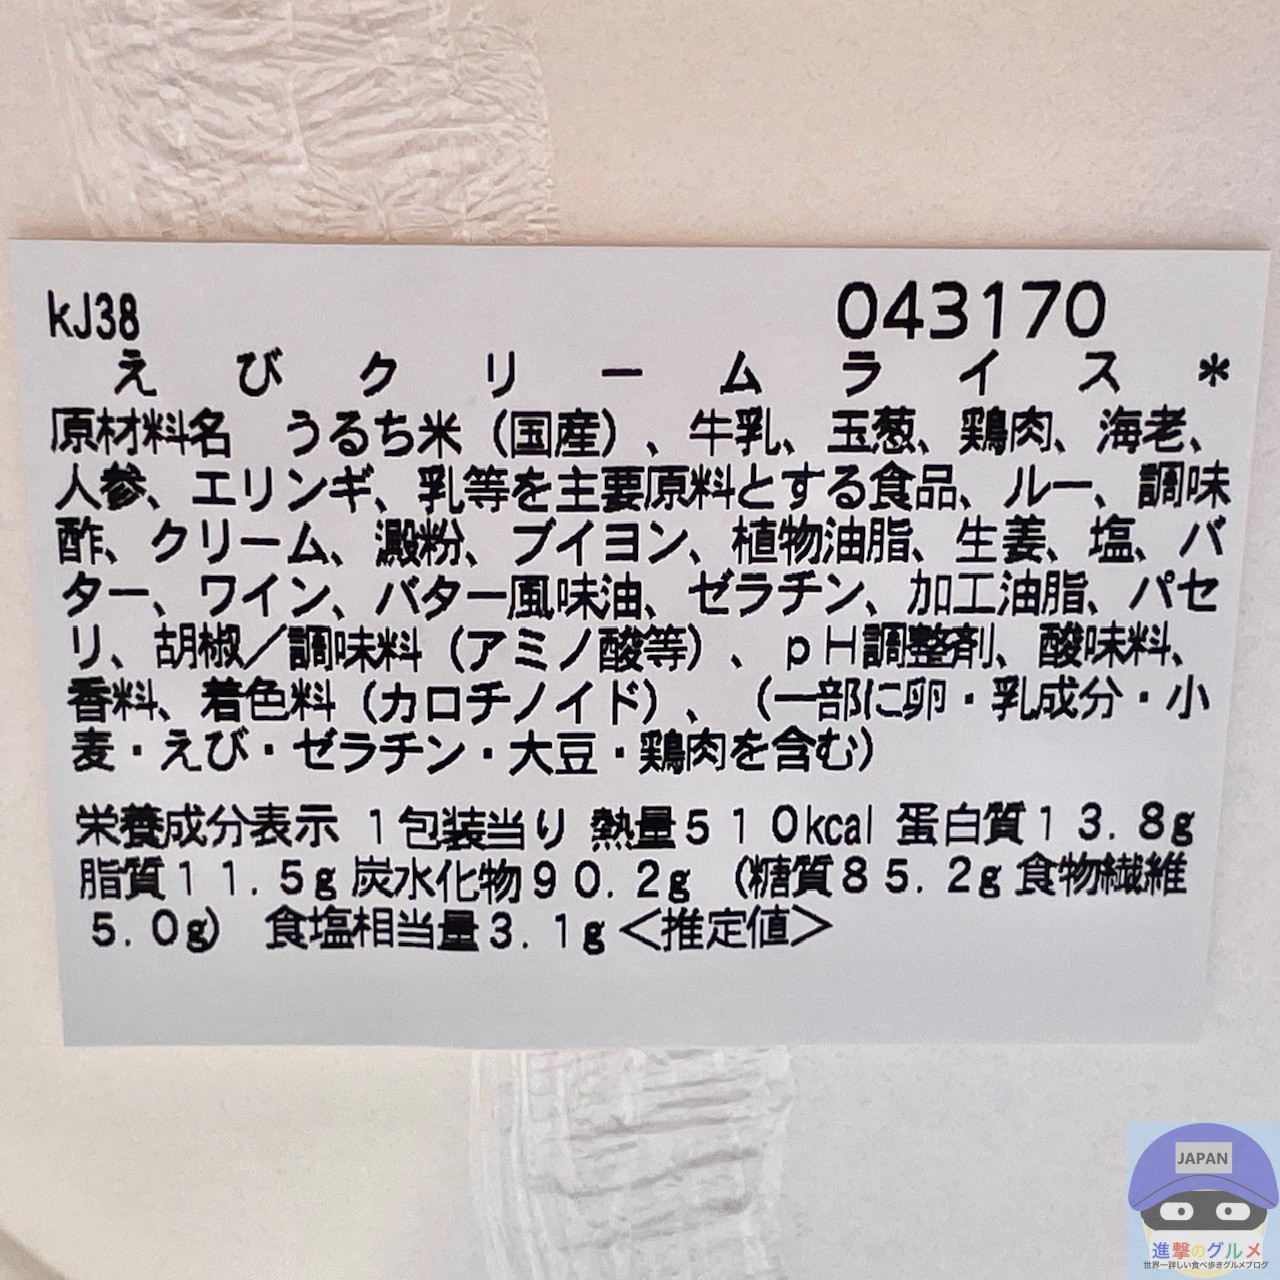 kJ38
043170
えびクリームライス＊
原材料名　うるち米（国産）、牛乳、玉葱、鶏肉、海老、
人参、エリンギ、乳等を主要原料とする食品、ルー、調味
酢、クリーム、澱粉、ブイヨン、植物油脂、生姜、塩、バ
ター、ワイン、バター風味油、ゼラチン、加工油脂、パセ
リ、胡椒／調味料（アミノ酸等）、ｐＨ調整剤、酸味料、
香料、着色料（カロチノイド）、（一部に卵・乳成分・小
麦・えび・ゼラチン・大豆・鶏肉を含む）
栄養成分表示 １包装当り 熱量５１０kcal 蛋白質１３.８g
脂質１１.５g 炭水化物９０.２g （糖質８５.２g 食物繊維
５.０g） 食塩相当量３.１g ＜推定値＞
JAPAN
進撃のグルメ
世界一詳しい食べ歩きグルメブログ